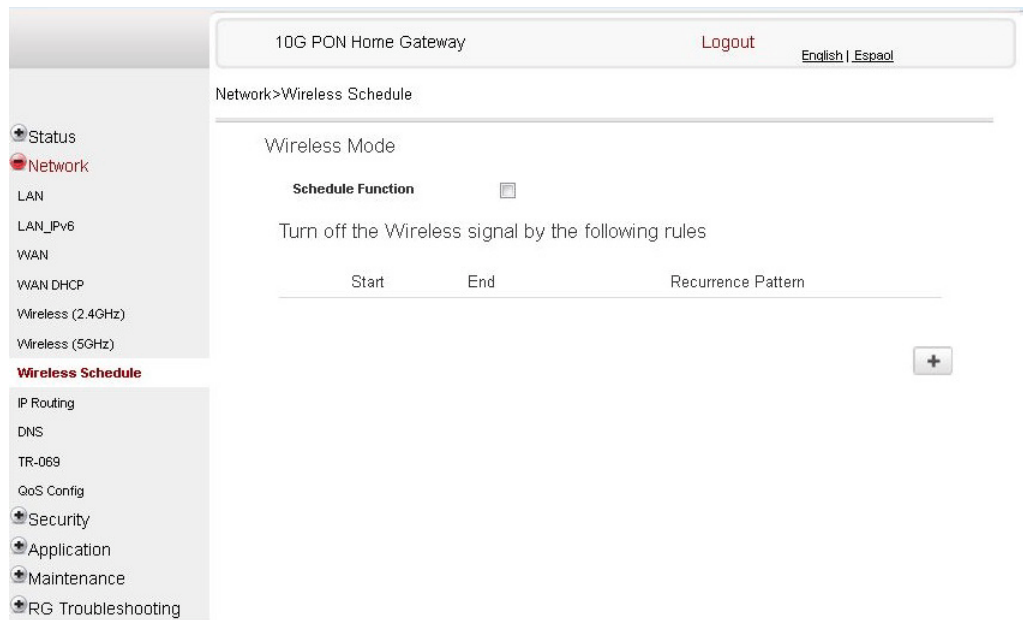 10G PON Home Gateway
Logout
English | Espaol
Network>Wireless Schedule
Status
Network
LAN
LAN_IPv6
WAN
WAN DHCP
Wireless (2.4GHz)
Wireless (5GHz)
Wireless Schedule
IP Routing
DNS
TR-069
QoS Config
Security
Application
Maintenance
RG Troubleshooting
Wireless Mode
Schedule Function
Turn off the Wireless signal by the following rules
Start End Recurrence Pattern
+